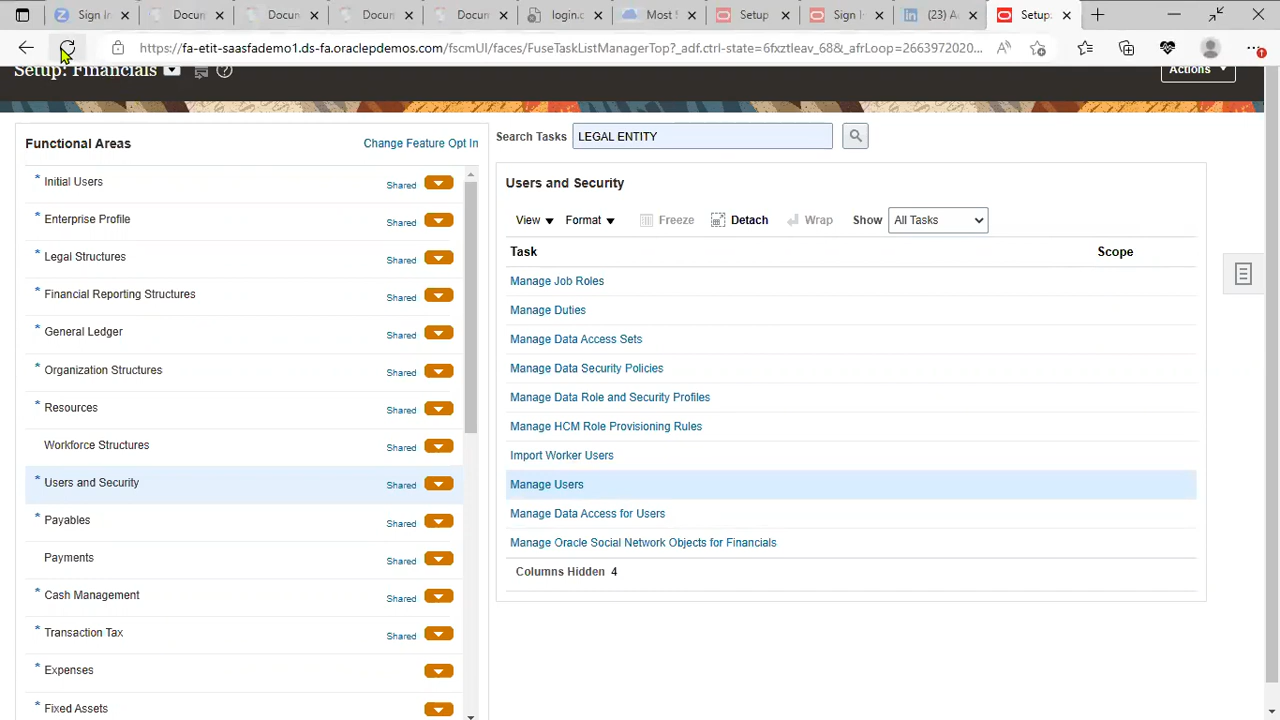 Sign In
Docum
Docum
Docum
Docum
login.c
Most S
Setup
Sign I
(23) A
Setup:
https://fa-etit-saasfademo1.ds-fa.oraclepdemos.com/fscmUI/faces/FuseTaskListManagerTop?_adf.ctrl-state=6fxztleav_68&_afrLoop=2663972020...
Setup: Financials
Actions
Functional Areas
Change Feature Opt In
Search Tasks LEGAL ENTITY
* Initial Users Shared
* Enterprise Profile Shared
* Legal Structures Shared
* Financial Reporting Structures Shared
* General Ledger Shared
* Organization Structures Shared
* Resources Shared
Workforce Structures Shared
* Users and Security Shared
* Payables Shared
Payments Shared
* Cash Management Shared
* Transaction Tax Shared
* Expenses
* Fixed Assets
Users and Security
View Format Freeze Detach Wrap Show All Tasks
Task Scope
Manage Job Roles
Manage Duties
Manage Data Access Sets
Manage Data Security Policies
Manage Data Role and Security Profiles
Manage HCM Role Provisioning Rules
Import Worker Users
Manage Users
Manage Data Access for Users
Manage Oracle Social Network Objects for Financials
Columns Hidden 4